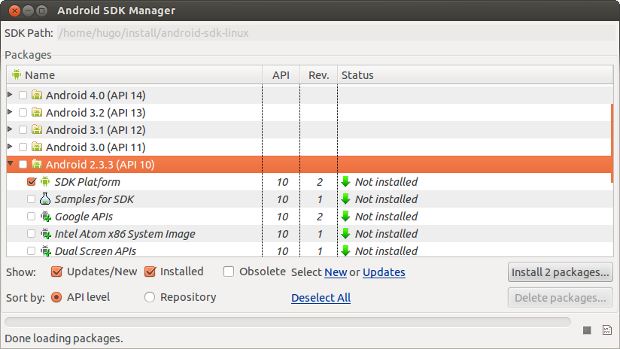 Android SDK Manager
SDK Path: /home/hugo/install/android-sdk-linux
Packages
Name API Rev. Status
Android 4.0 (API 14)
Android 3.2 (API 13)
Android 3.1 (API 12)
Android 3.0 (API 11)
Android 2.3.3 (API 10)
SDK Platform 10 2 Not installed
Samples for SDK 10 1 Not installed
Google APIs 10 2 Not installed
Intel Atom x86 System Image 10 1 Not installed
Dual Screen APIs 10 1 Not installed
Show: Updates/New Installed Obsolete Select New or Updates Install 2 packages...
Sort by: API level Repository Deselect All Delete packages...
Done loading packages.